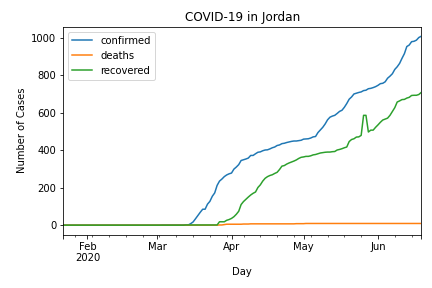 COVID-19 in Jordan
confirmed
deaths
recovered
Number of Cases
1000
800
600
400
200
0
Feb Mar Apr May Jun
2020
Day